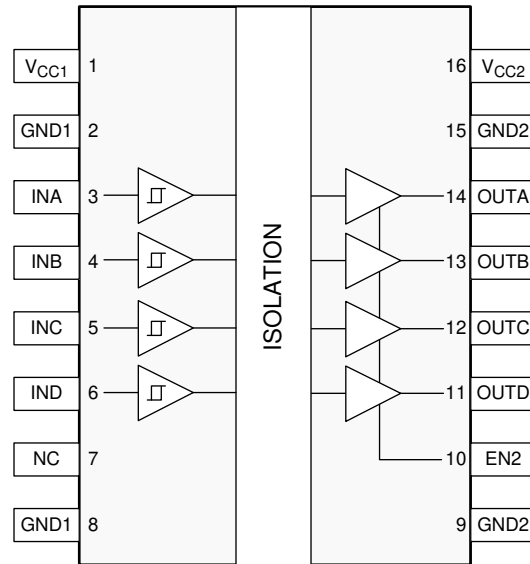 VCC1 1 16 VCC2
GND1 2 15 GND2
INA 3 14 OUTA
INB 4 13 OUTB
INC 5 12 OUTC
IND 6 11 OUTD
NC 7 10 EN2
GND1 8 9 GND2
ISOLATION